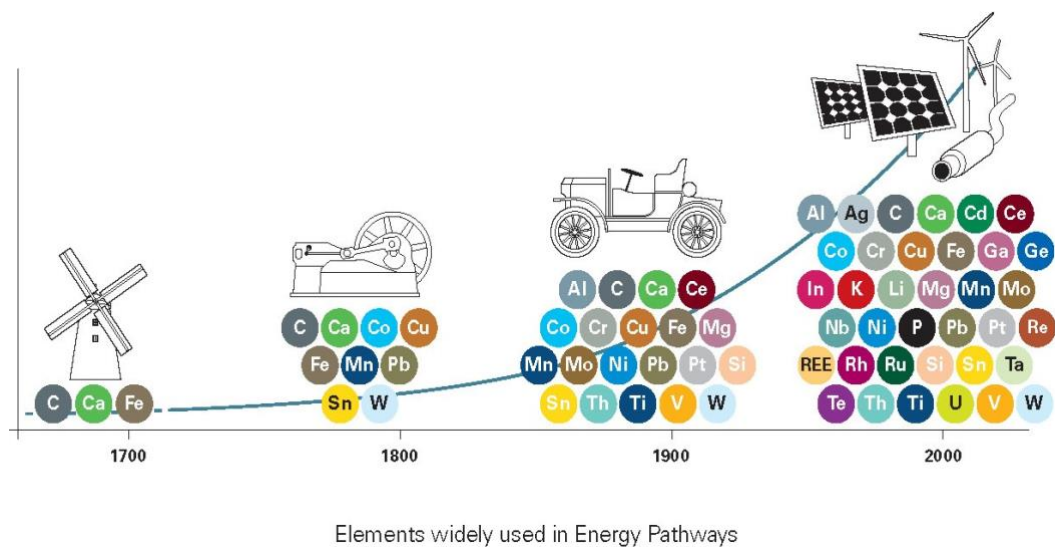 Al Ag C Ca Cd Ce
Co Cr Cu Fe Ga Ge
Al C Ca Ce
In K Li Mg Mn Mo
C Ca Co Cu
Co Cr Cu Fe Mg
Nb Ni P Pb Pt Re
Fe Mn Pb
Mn Mo Ni Pb Pt Si
REE Rh Ru Si Sn Ta
C Ca Fe
Sn W
Sn Th Ti V W
Te Th Ti U V W
1700 1800 1900 2000
Elements widely used in Energy Pathways